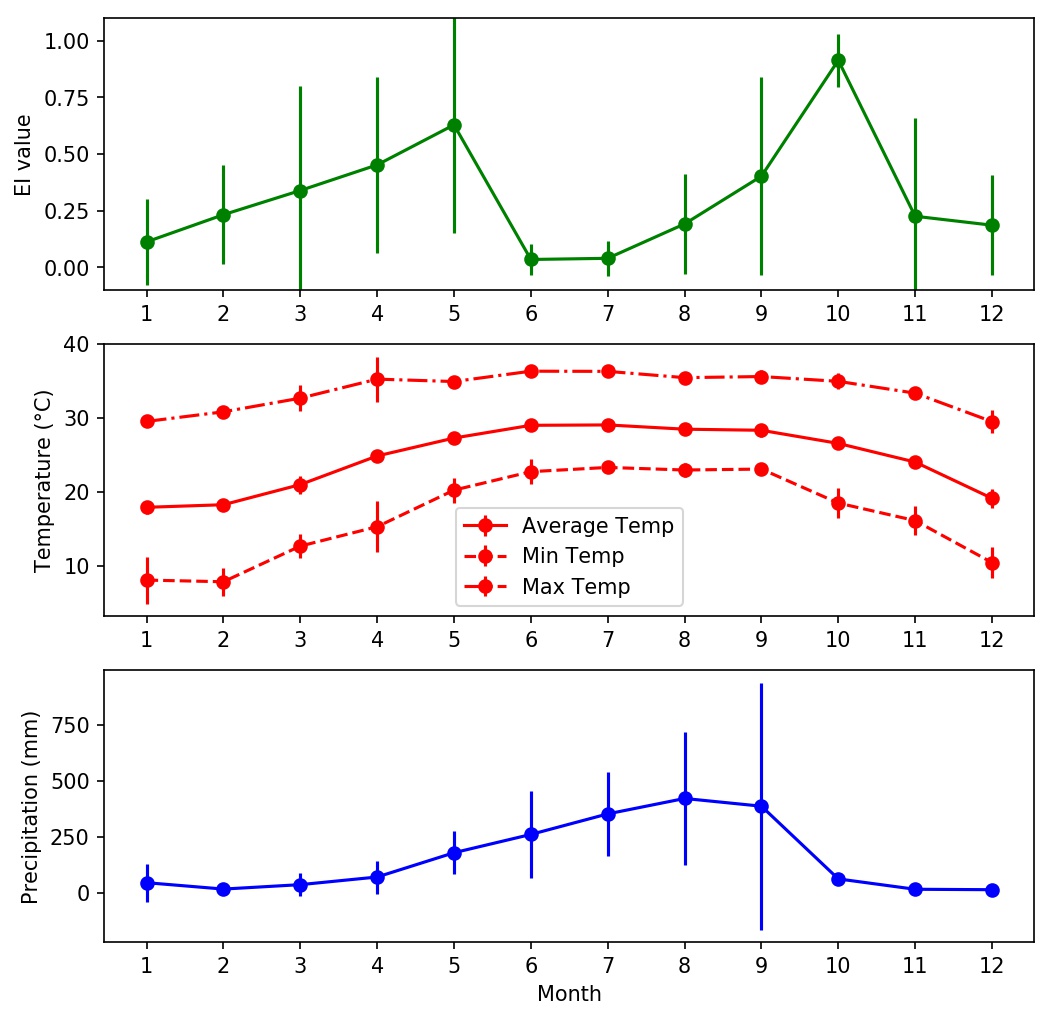 EI value
1.00
0.75
0.50
0.25
0.00
1 2 3 4 5 6 7 8 9 10 11 12
Temperature (°C)
40
30
20
10
Average Temp
Min Temp
Max Temp
1 2 3 4 5 6 7 8 9 10 11 12
Precipitation (mm)
750
500
250
0
1 2 3 4 5 6 7 8 9 10 11 12
Month